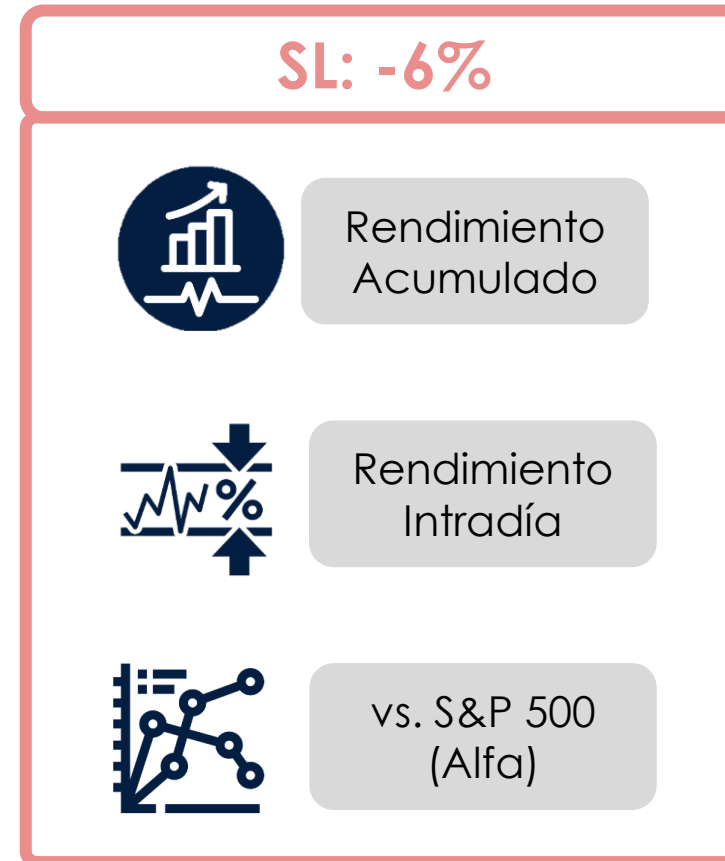 SL: -6%
Rendimiento
Acumulado
%
Rendimiento
Intradía
vs. S&P 500
(Alfa)